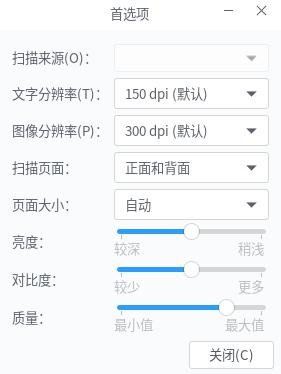 首选项
扫描来源(O)：
文字分辨率(T)： 150 dpi (默认)
图像分辨率(P)： 300 dpi (默认)
扫描页面： 正面和背面
页面大小： 自动
亮度：
较深 稍浅
对比度：
较少 更多
质量：
最小值 最大值
关闭(C)